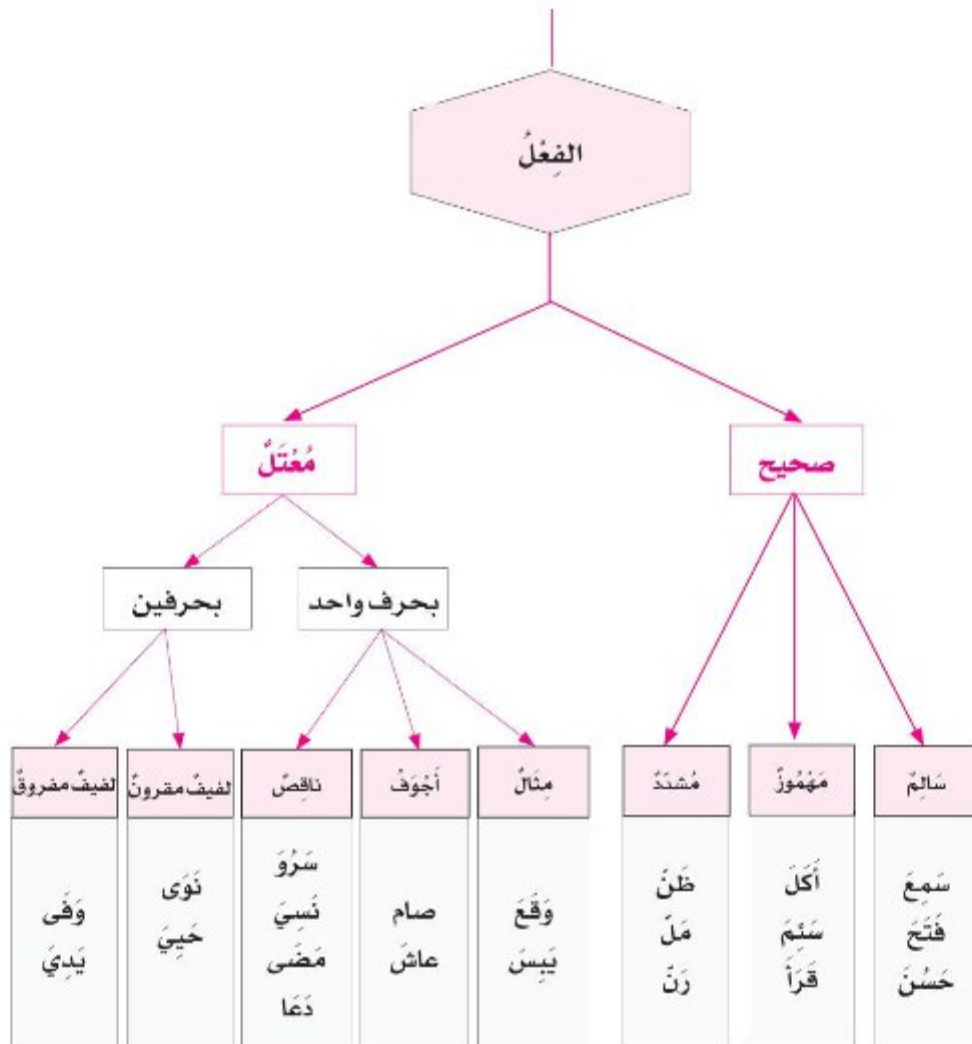 الفِعْلُ
صحيح
مُعْتَلٌّ
بحرف واحد
بحرفين
سَالِمٌ
مَهْمُوزٌ
مُشَدَّدٌ
مِثَالٌ
أَجْوَفُ
ناقِصٌ
لفيفٌ مقرونٌ
لفيفٌ مفروقٌ
سَمِعَ
فَتَحَ
حَسُنَ
أَكَلَ
سَئِمَ
قَرَأَ
ظَنَّ
مَلَّ
رَنَّ
وَقَعَ
يَبِسَ
صام
عاشَ
سَرُوَ
نَسِيَ
مَضَى
دَعَا
نَوَى
حَيِيَ
وَفَى
يَدِيَ